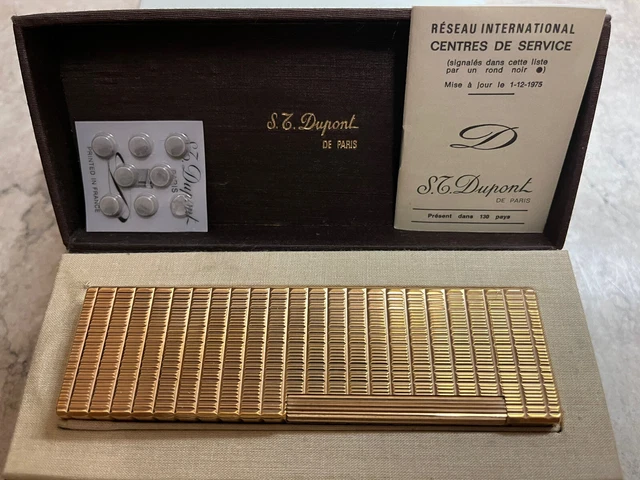 S.T. Dupont
DE PARIS
RÉSEAU INTERNATIONAL
CENTRES DE SERVICE
(signalés dans cette liste
par un rond noir ●)
Mise à jour le 1-12-1975
D
S.T. Dupont
DE PARIS
Présent dans 130 pays
S.T. Dupont
PARIS
PRINTED IN FRANCE